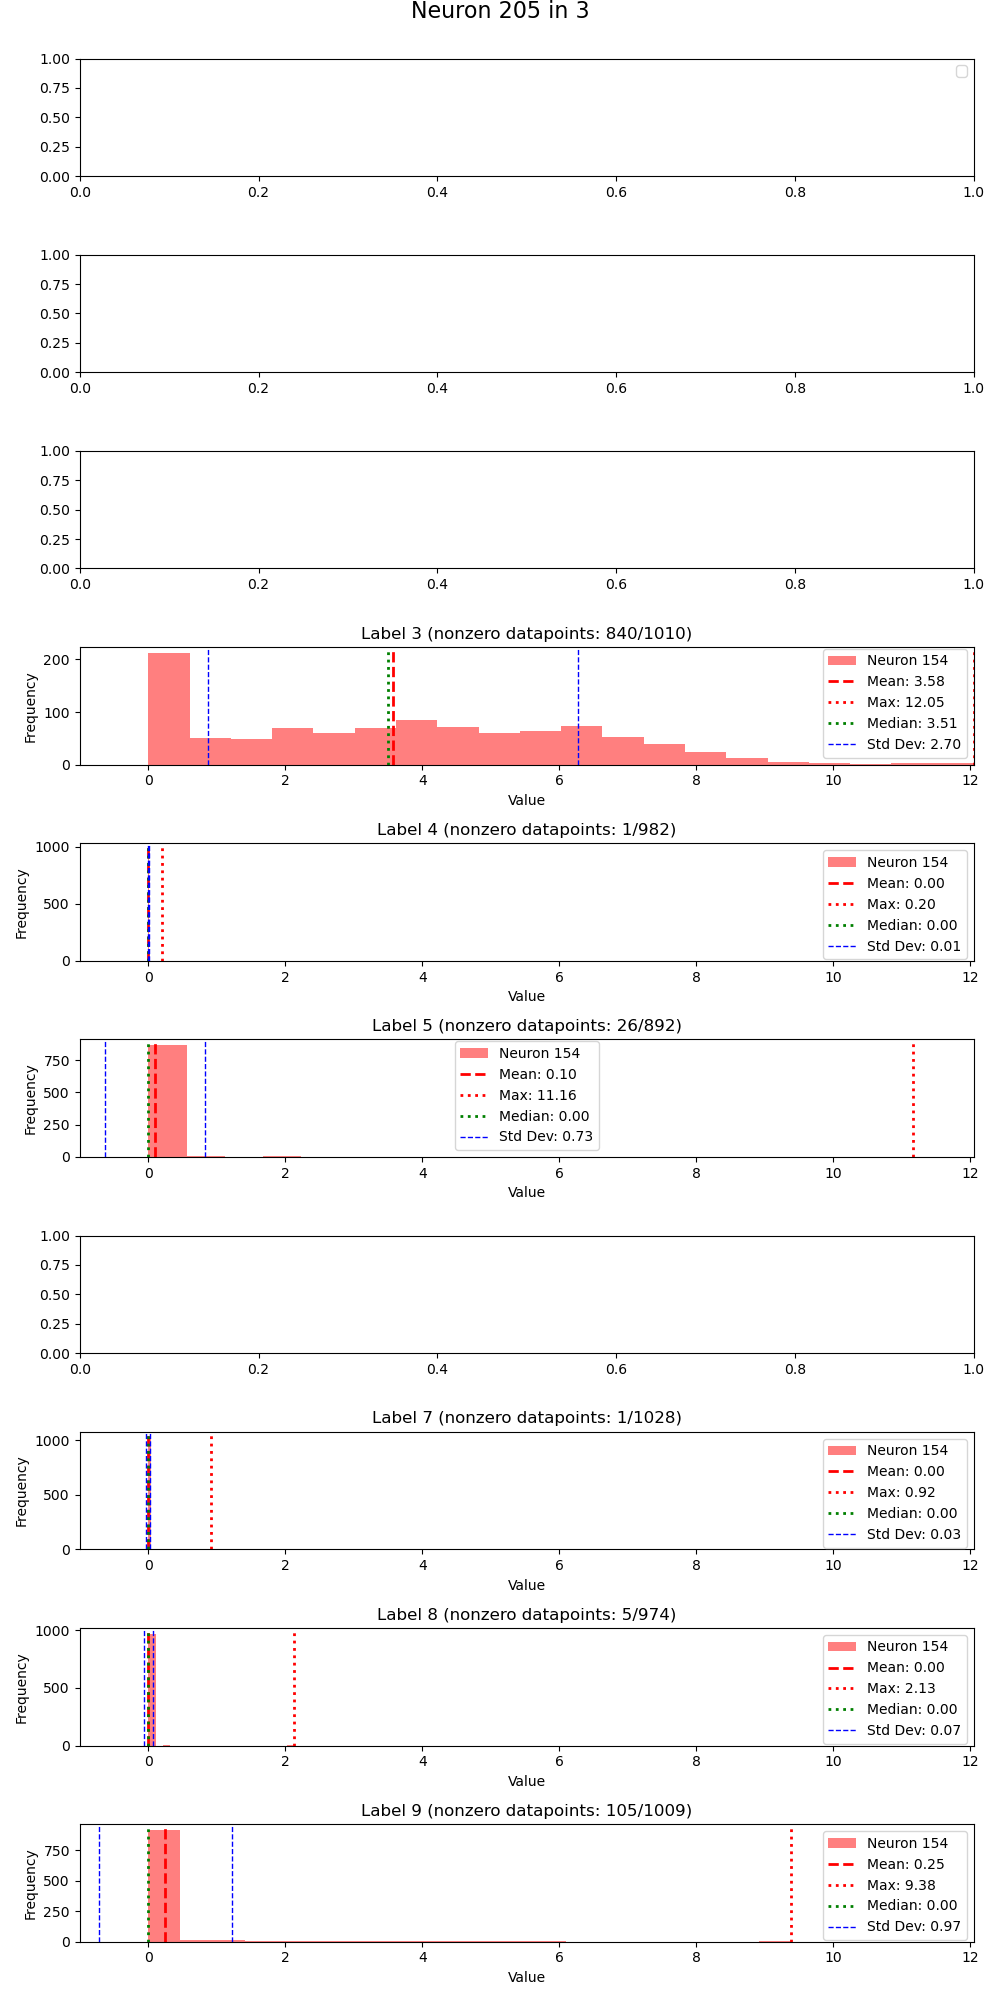 Neuron 205 in 3
1.00
0.75
0.50
0.25
0.00
0.0 0.2 0.4 0.6 0.8 1.0
1.00
0.75
0.50
0.25
0.00
0.0 0.2 0.4 0.6 0.8 1.0
1.00
0.75
0.50
0.25
0.00
0.0 0.2 0.4 0.6 0.8 1.0
Label 3 (nonzero datapoints: 840/1010)
Frequency
200
100
0
Neuron 154
Mean: 3.58
Max: 12.05
Median: 3.51
Std Dev: 2.70
0 2 4 6 8 10 12
Value
Label 4 (nonzero datapoints: 1/982)
Frequency
1000
500
0
Neuron 154
Mean: 0.00
Max: 0.20
Median: 0.00
Std Dev: 0.01
0 2 4 6 8 10 12
Value
Label 5 (nonzero datapoints: 26/892)
Frequency
750
500
250
0
Neuron 154
Mean: 0.10
Max: 11.16
Median: 0.00
Std Dev: 0.73
0 2 4 6 8 10 12
Value
1.00
0.75
0.50
0.25
0.00
0.0 0.2 0.4 0.6 0.8 1.0
Label 7 (nonzero datapoints: 1/1028)
Frequency
1000
500
0
Neuron 154
Mean: 0.00
Max: 0.92
Median: 0.00
Std Dev: 0.03
0 2 4 6 8 10 12
Value
Label 8 (nonzero datapoints: 5/974)
Frequency
1000
500
0
Neuron 154
Mean: 0.00
Max: 2.13
Median: 0.00
Std Dev: 0.07
0 2 4 6 8 10 12
Value
Label 9 (nonzero datapoints: 105/1009)
Frequency
750
500
250
0
Neuron 154
Mean: 0.25
Max: 9.38
Median: 0.00
Std Dev: 0.97
0 2 4 6 8 10 12
Value